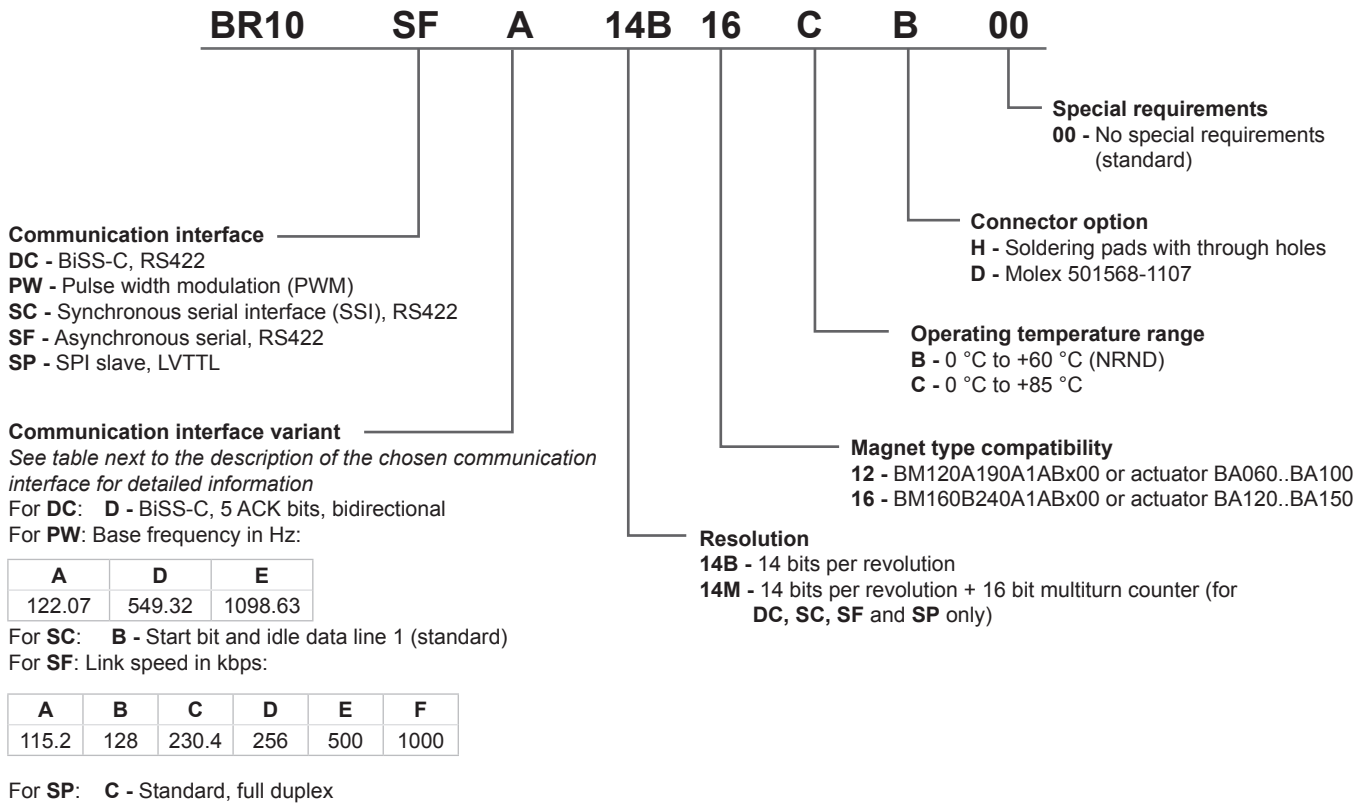 BR10 SF A 14B 16 C B 00
Special requirements
00 - No special requirements
(standard)
Connector option
H - Soldering pads with through holes
D - Molex 501568-1107
Operating temperature range
B - 0 °C to +60 °C (NRND)
C - 0 °C to +85 °C
Magnet type compatibility
12 - BM120A190A1ABx00 or actuator BA060..BA100
16 - BM160B240A1ABx00 or actuator BA120..BA150
Resolution
14B - 14 bits per revolution
14M - 14 bits per revolution + 16 bit multiturn counter (for
DC, SC, SF and SP only)
Communication interface
DC - BiSS-C, RS422
PW - Pulse width modulation (PWM)
SC - Synchronous serial interface (SSI), RS422
SF - Asynchronous serial, RS422
SP - SPI slave, LVTTL
Communication interface variant
See table next to the description of the chosen communication
interface for detailed information
For DC: D - BiSS-C, 5 ACK bits, bidirectional
For PW: Base frequency in Hz:
A D E
122.07 549.32 1098.63
For SC: B - Start bit and idle data line 1 (standard)
For SF: Link speed in kbps:
A B C D E F
115.2 128 230.4 256 500 1000
For SP: C - Standard, full duplex